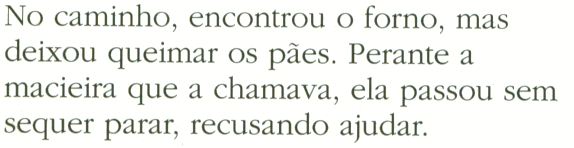 No caminho, encontrou o forno, mas
deixou queimar os pães. Perante a
macieira que a chamava, ela passou sem
sequer parar, recusando ajudar.